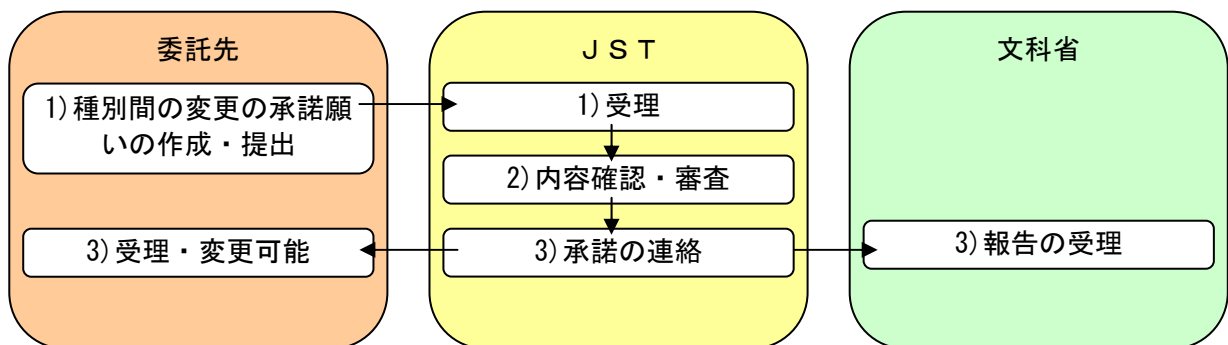 委託先
1)種別間の変更の承諾願
いの作成・提出
3)受理・変更可能
ＪＳＴ
1)受理
2)内容確認・審査
3)承諾の連絡
文科省
3)報告の受理